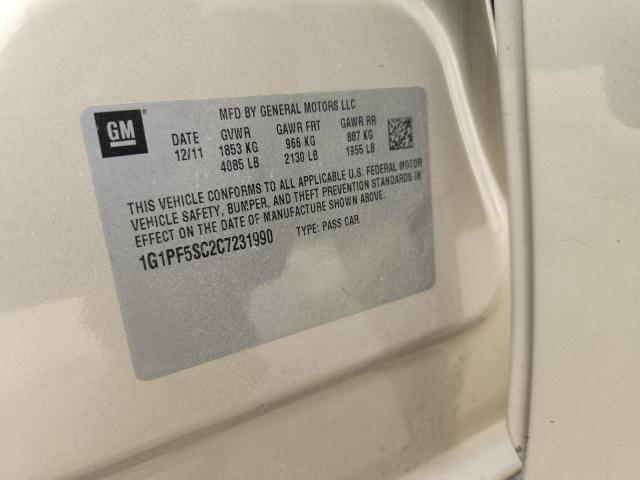 GM
MFD BY GENERAL MOTORS LLC
DATE GVWR GAWR FRT GAWR RR
12/11 1853 KG 966 KG 887 KG
4085 LB 2130 LB 1955 LB
THIS VEHICLE CONFORMS TO ALL APPLICABLE U.S. FEDERAL MOTOR
VEHICLE SAFETY, BUMPER, AND THEFT PREVENTION STANDARDS IN
EFFECT ON THE DATE OF MANUFACTURE SHOWN ABOVE.
1G1PF5SC2C7231990 TYPE: PASS CAR